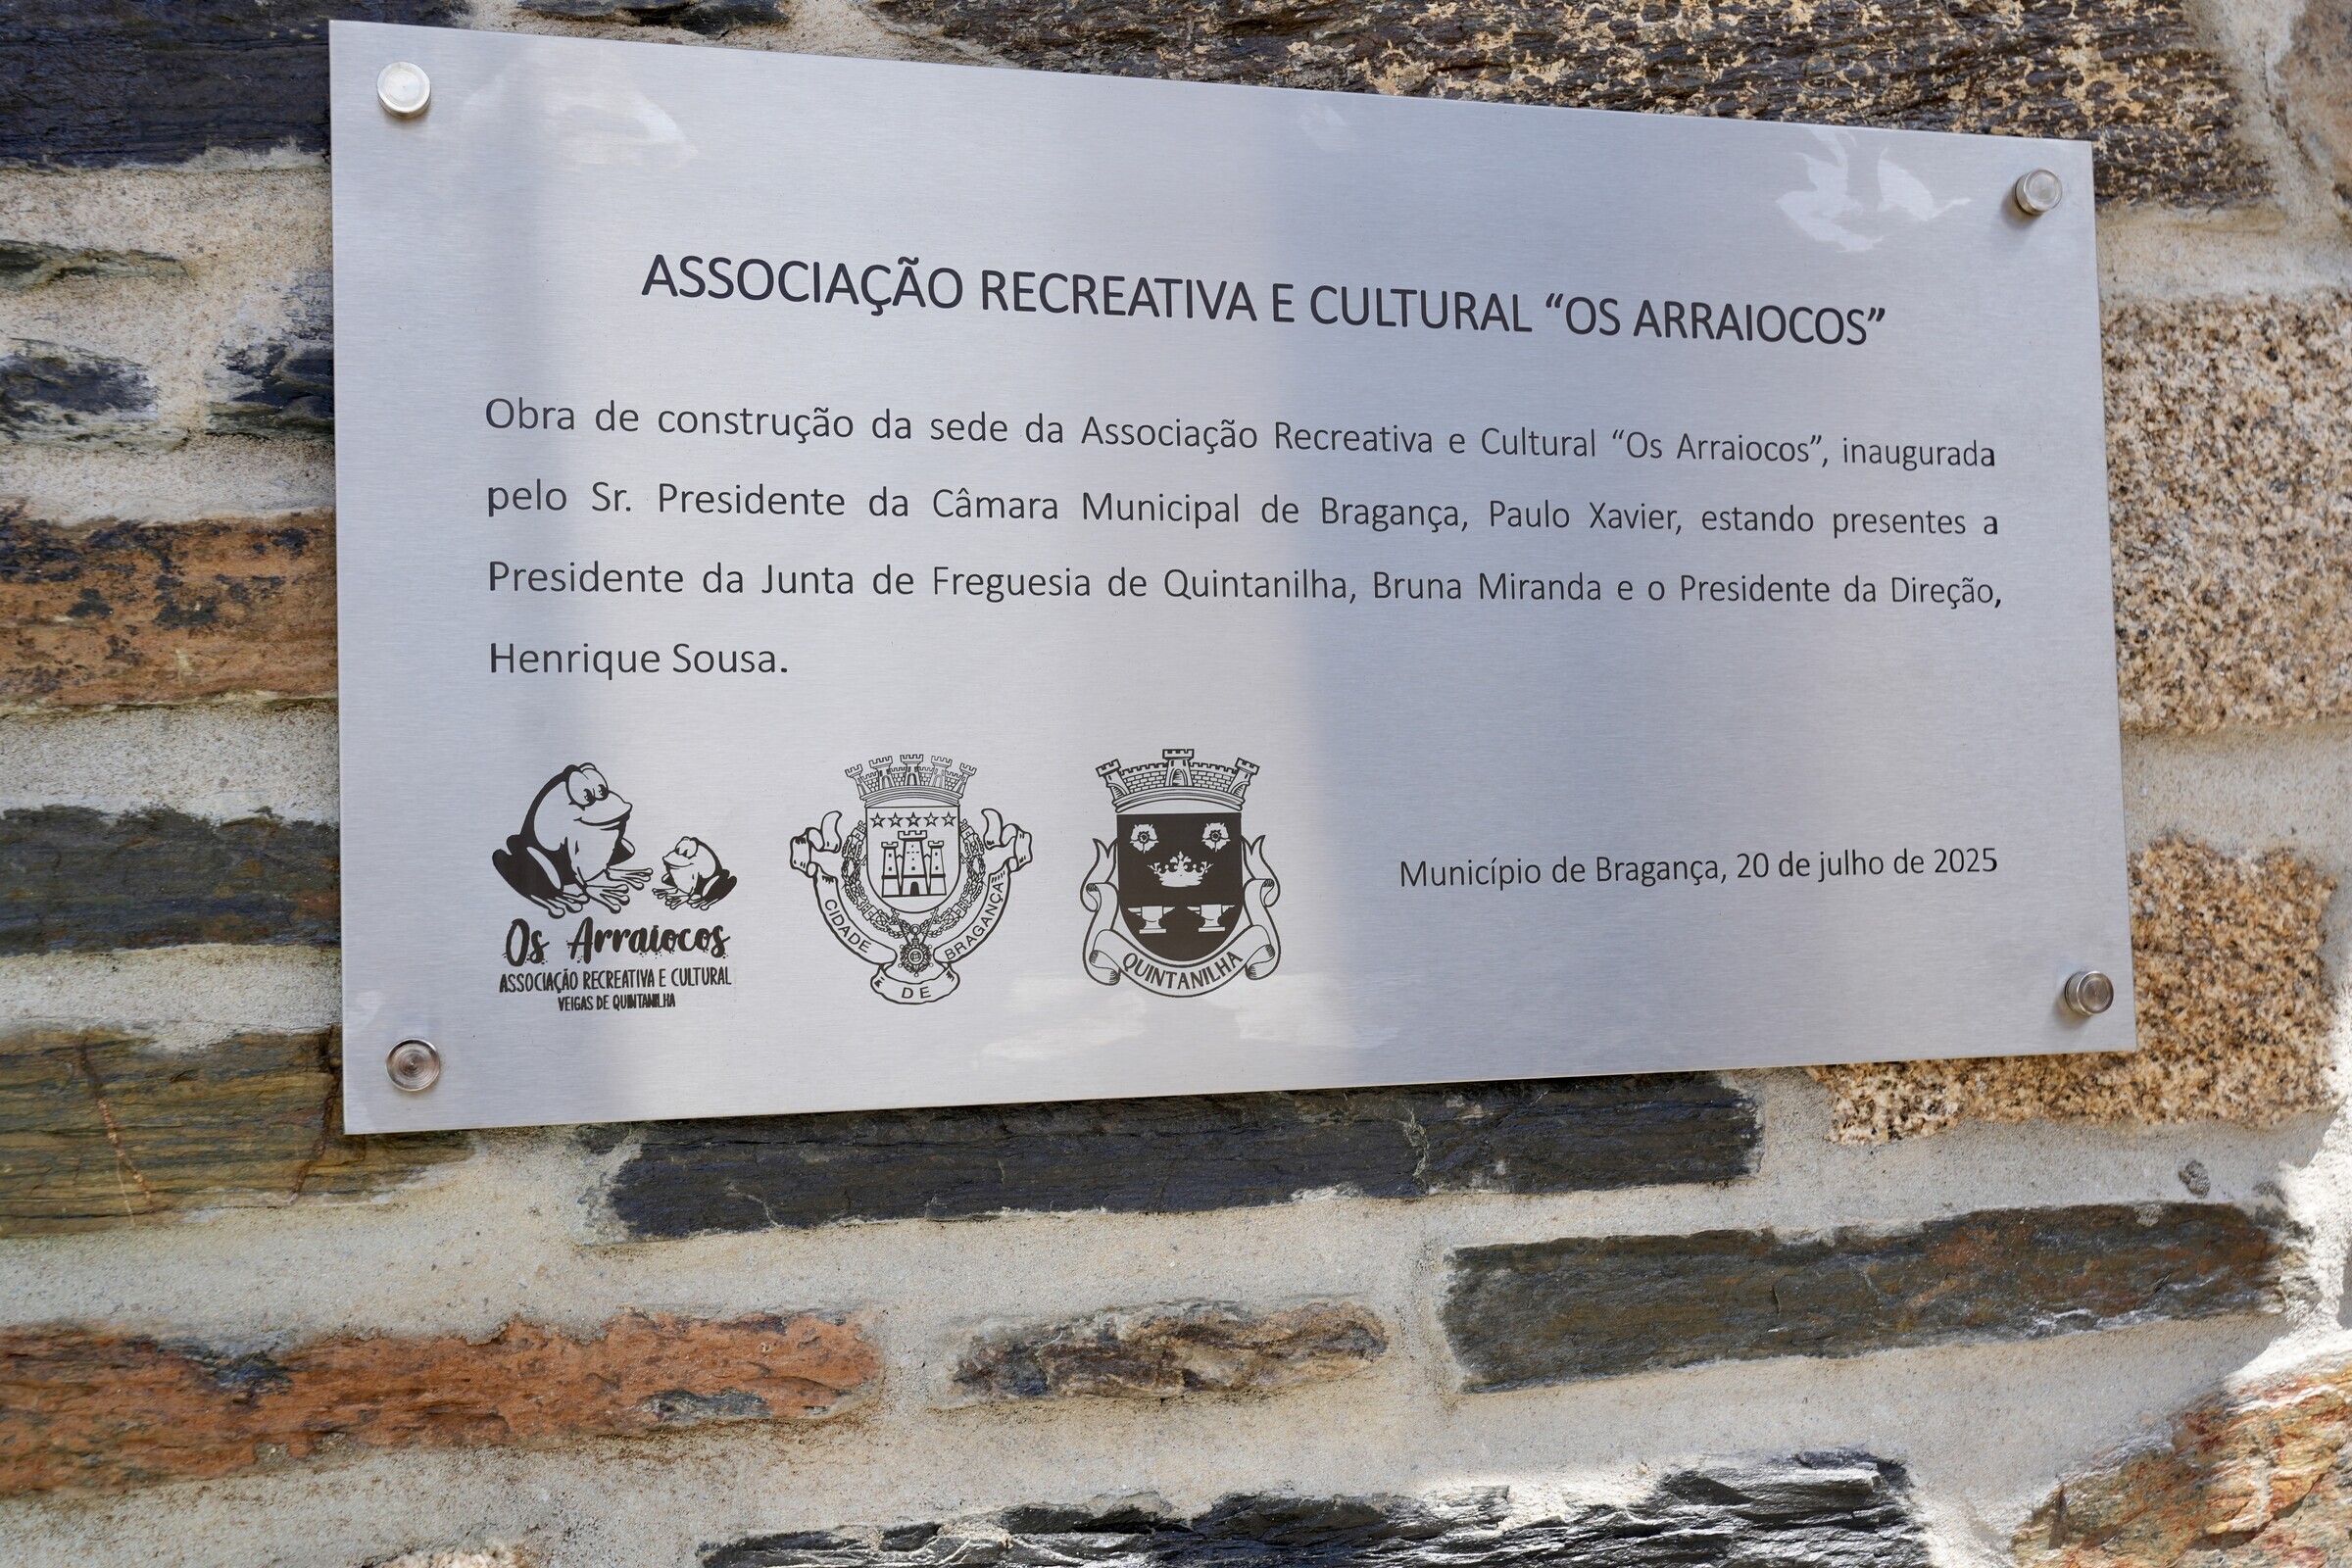 ASSOCIAÇÃO RECREATIVA E CULTURAL “OS ARRAIOCOS”
Obra de construção da sede da Associação Recreativa e Cultural “Os Arraiocos”, inaugurada
pelo Sr. Presidente da Câmara Municipal de Bragança, Paulo Xavier, estando presentes a
Presidente da Junta de Freguesia de Quintanilha, Bruna Miranda e o Presidente da Direção,
Henrique Sousa.
Os Arraiocos
ASSOCIAÇÃO RECREATIVA E CULTURAL
VEIGAS DE QUINTANILHA
CIDADE DE BRAGANÇA
QUINTANILHA
Município de Bragança, 20 de julho de 2025